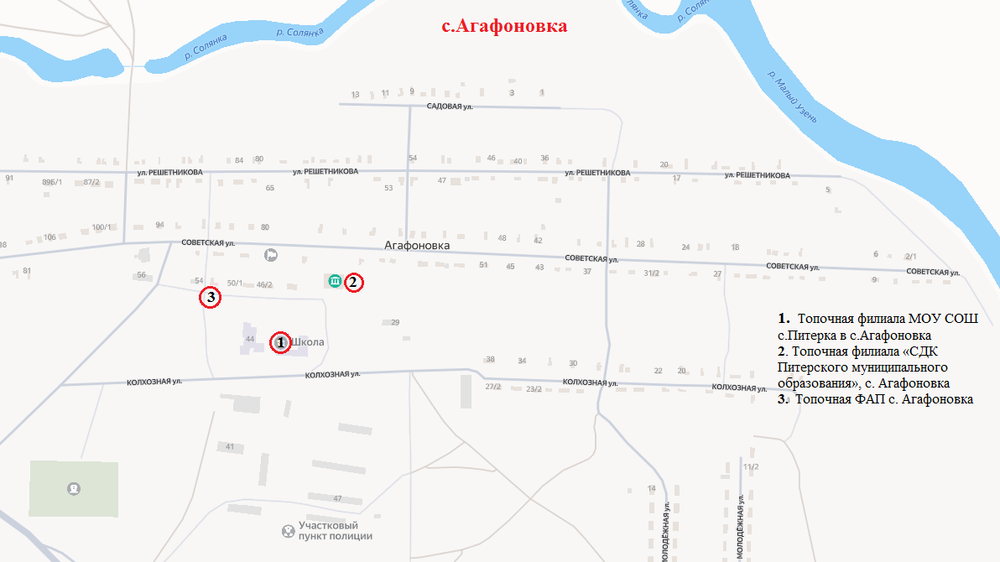 с.Агафоновка
р. Солянка
р. Солянка
р. Солянка
р. Малый Узень
13 11 9 3 1
САДОВАЯ ул.
84 80 54 46 40 36 20
ул. РЕШЕТНИКОВА ул. РЕШЕТНИКОВА ул. РЕШЕТНИКОВА ул. РЕШЕТНИКОВА
91 89Б/1 87/2 65 53 47 17 5
106 100/1 94 80 48 42 28 24 18 6 2/1
СОВЕТСКАЯ ул. Агафоновка СОВЕТСКАЯ ул. СОВЕТСКАЯ ул. СОВЕТСКАЯ ул.
81 56 54 50/1 46/2 51 45 43 37 31/2 27 9
2
3
29
44 1 Школа
1. Топочная филиала МОУ СОШ
с.Питерка в с.Агафоновка
2. Топочная филиала «СДК
Питерского муниципального
образования», с. Агафоновка
3. Топочная ФАП с. Агафоновка
38 34 30 22 20
КОЛХОЗНАЯ ул. КОЛХОЗНАЯ ул. КОЛХОЗНАЯ ул. КОЛХОЗНАЯ ул.
27/2 23/2
41
47
14 11/2
МОЛОДЁЖНАЯ ул.
Участковый
пункт полиции